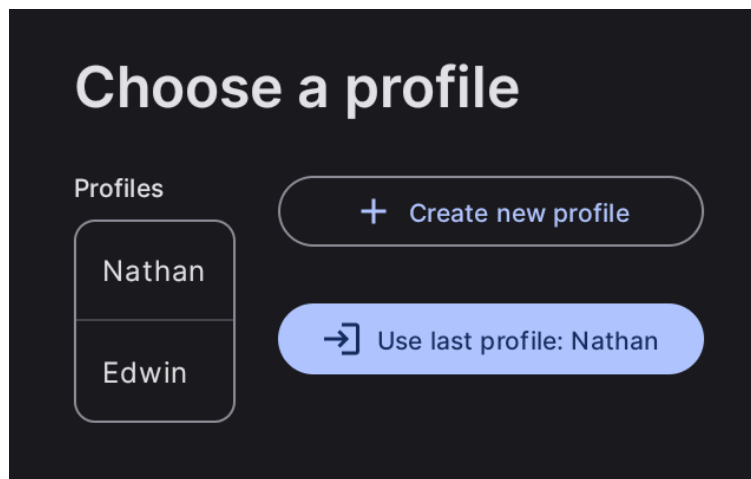 Choose a profile
Profiles
Nathan
Edwin
Create new profile
Use last profile: Nathan